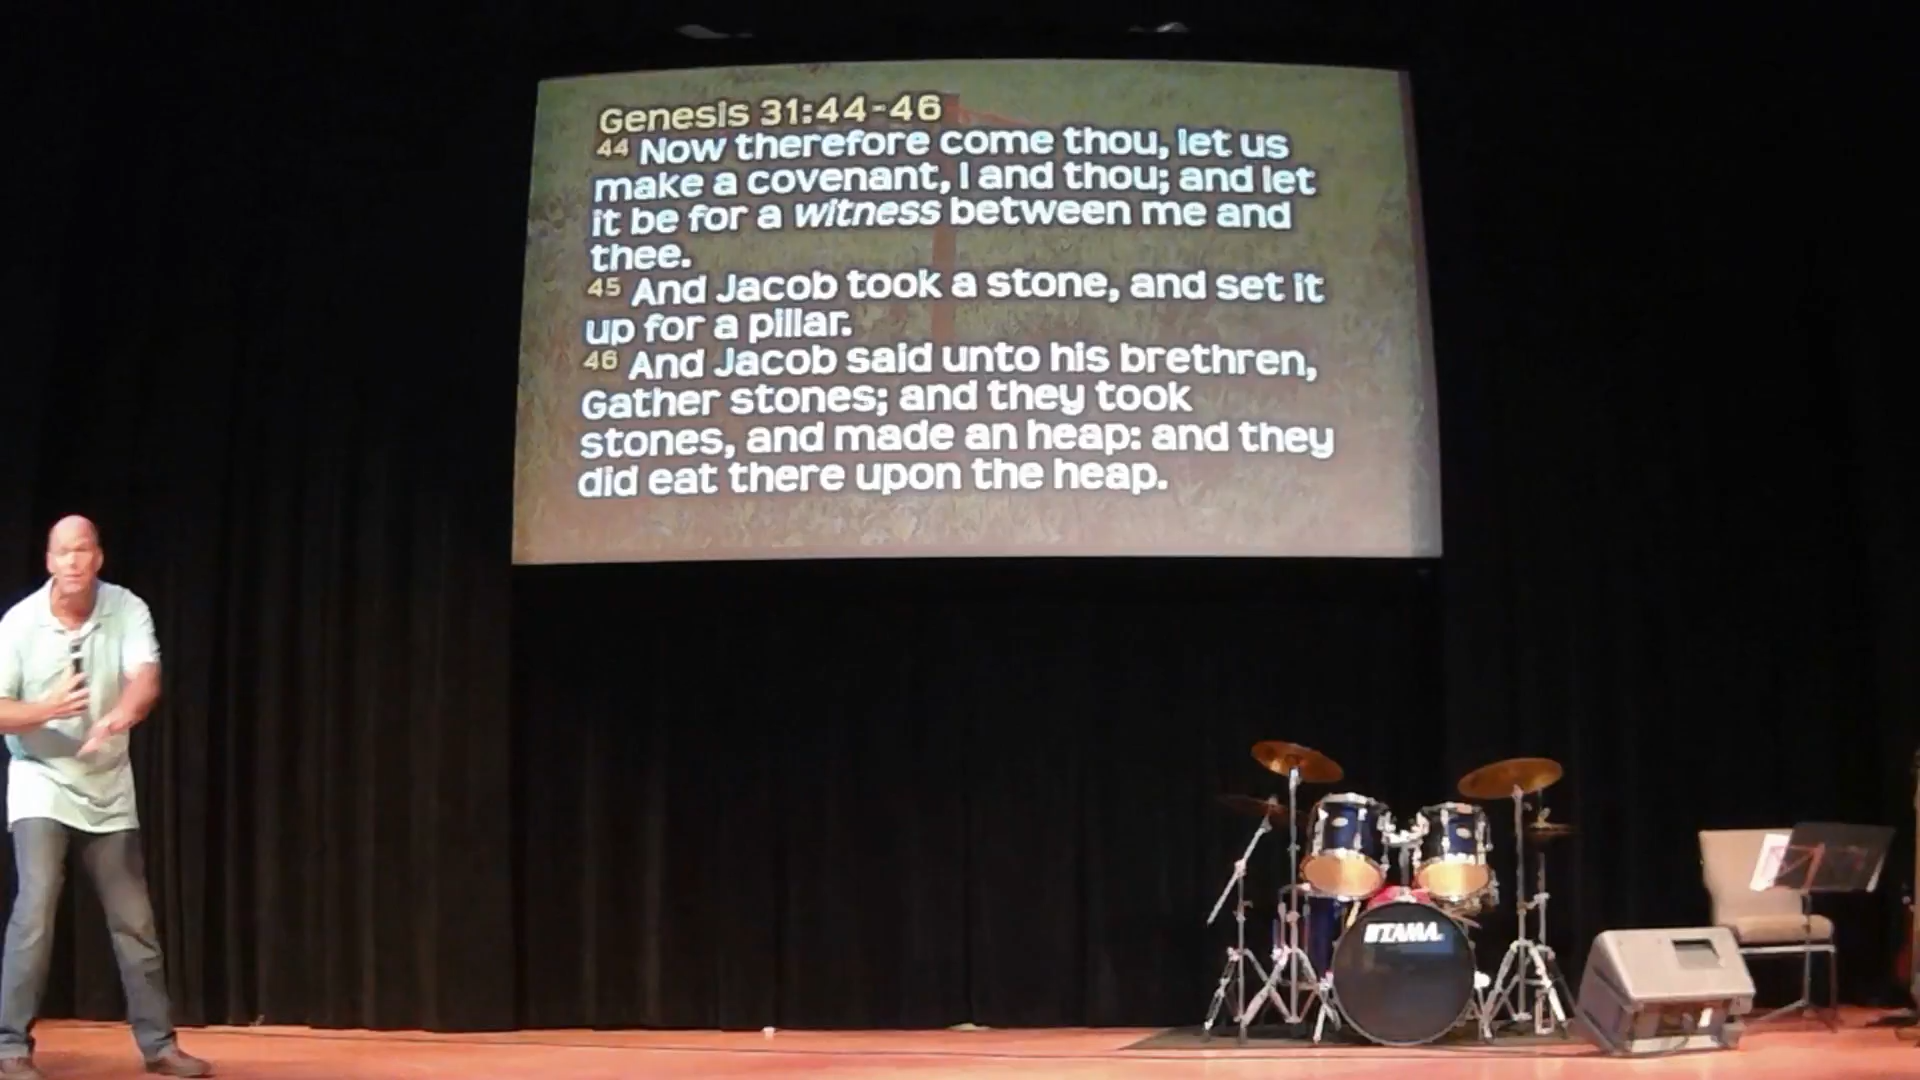 Genesis 31:44-46
44 Now therefore come thou, let us
make a covenant, I and thou; and let
it be for a witness between me and
thee.
45 And Jacob took a stone, and set it
up for a pillar.
46 And Jacob said unto his brethren,
Gather stones; and they took
stones, and made an heap: and they
did eat there upon the heap.
TAMA